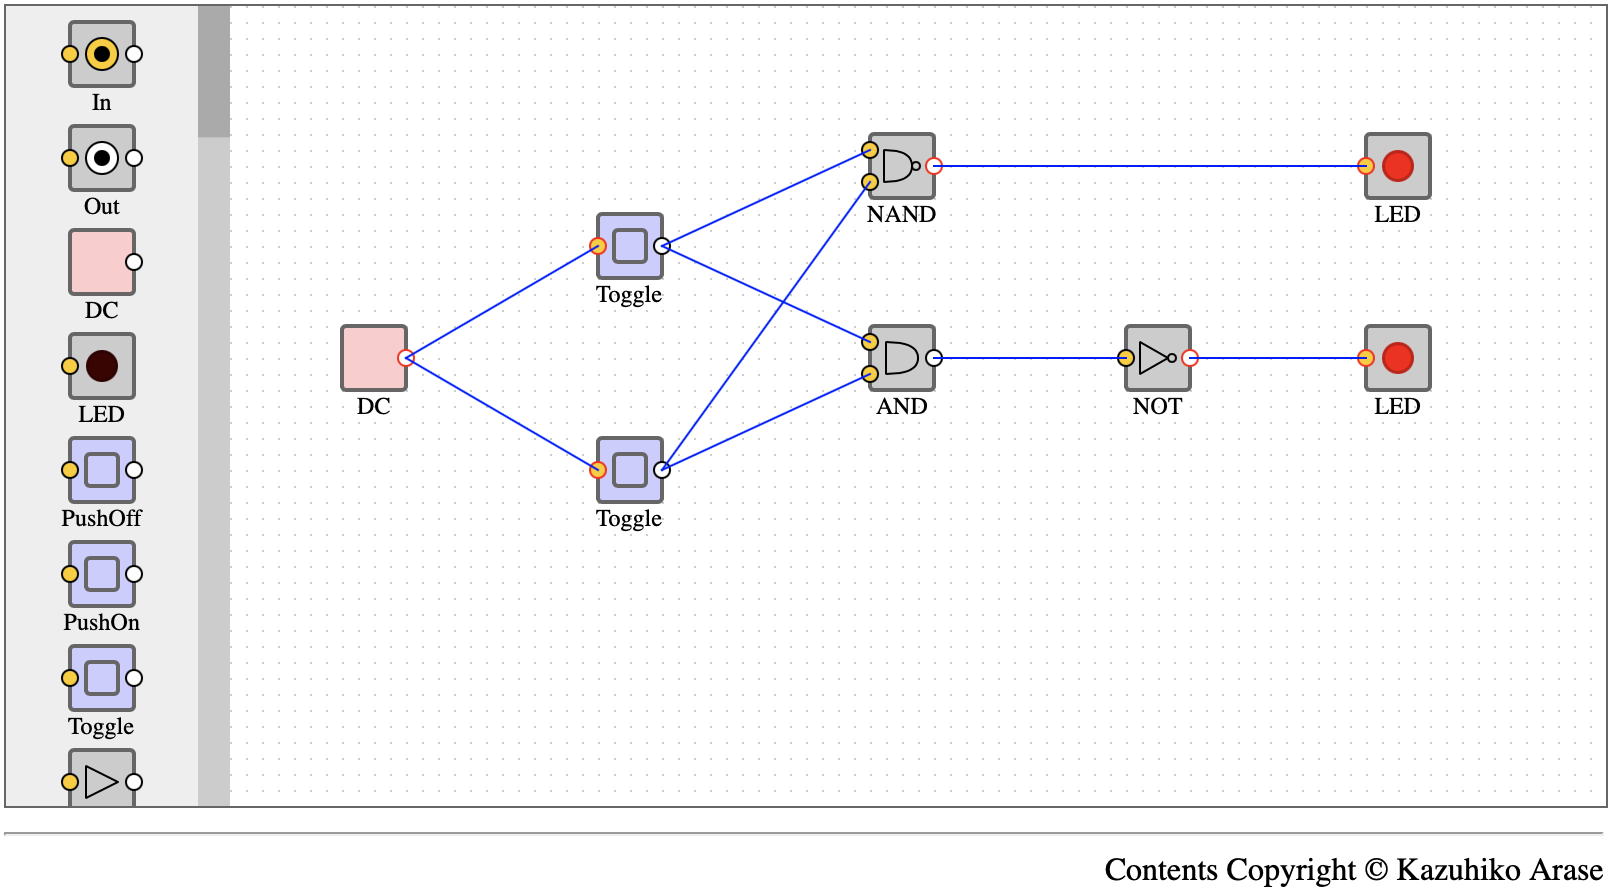 In
Out
DC
LED
PushOff
PushOn
Toggle
DC
Toggle
Toggle
NAND
AND
NOT
LED
LED
Contents Copyright © Kazuhiko Arase